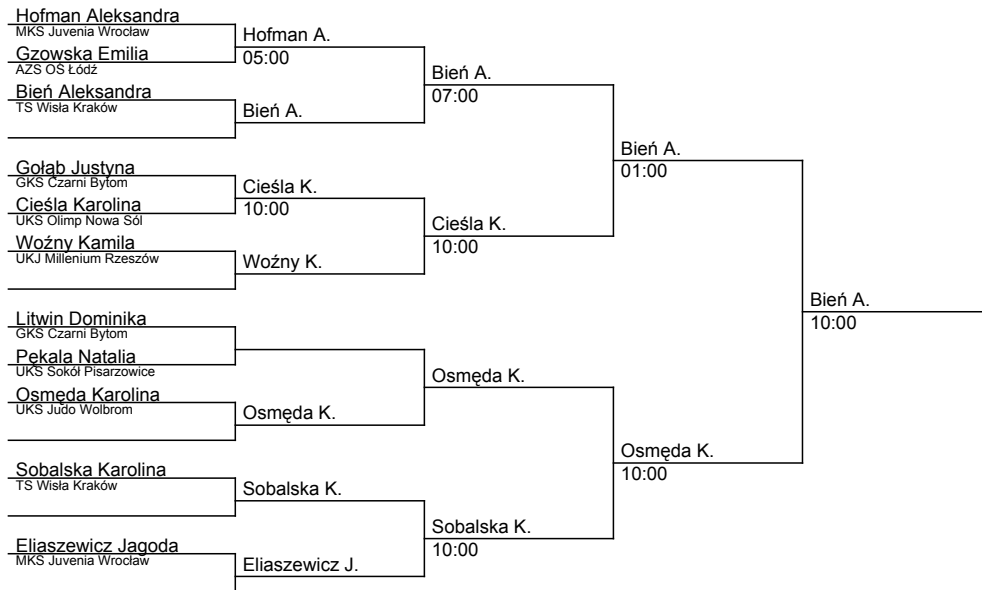 Hofman Aleksandra
MKS Juvenia Wrocław
Gzowska Emilia
AZS OŚ Łódź
Bień Aleksandra
TS Wisła Kraków
Gołąb Justyna
GKS Czarni Bytom
Cieśla Karolina
UKS Olimp Nowa Sól
Woźny Kamila
UKJ Millenium Rzeszów
Litwin Dominika
GKS Czarni Bytom
Pękala Natalia
UKS Sokół Pisarzowice
Osmęda Karolina
UKS Judo Wolbrom
Sobalska Karolina
TS Wisła Kraków
Eliaszewicz Jagoda
MKS Juvenia Wrocław
Hofman A.
05:00
Bień A.
Cieśla K.
10:00
Woźny K.
Osmęda K.
Sobalska K.
Eliaszewicz J.
Bień A.
07:00
Cieśla K.
10:00
Osmęda K.
Sobalska K.
10:00
Bień A.
01:00
Osmęda K.
10:00
Bień A.
10:00